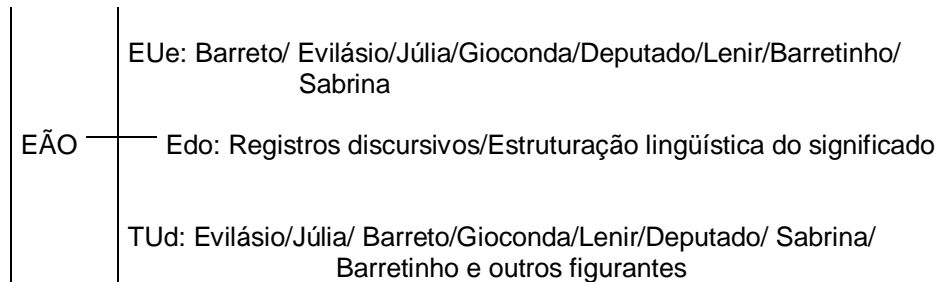 EUe: Barreto/ Evilásio/Júlia/Gioconda/Deputado/Lenir/Barretinho/
Sabrina
EÃO
Edo: Registros discursivos/Estruturação lingüística do significado
TUd: Evilásio/Júlia/ Barreto/Gioconda/Lenir/Deputado/ Sabrina/
Barretinho e outros figurantes